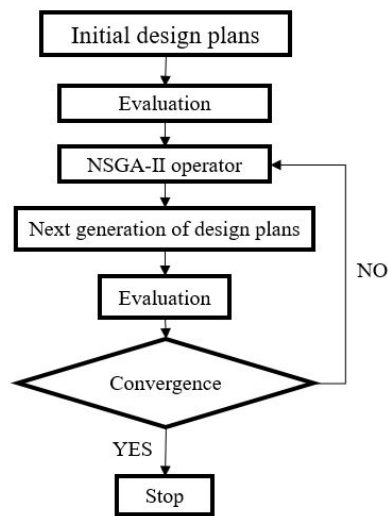 Initial design plans
Evaluation
NSGA-II operator
Next generation of design plans
NO
Evaluation
Convergence
YES
Stop